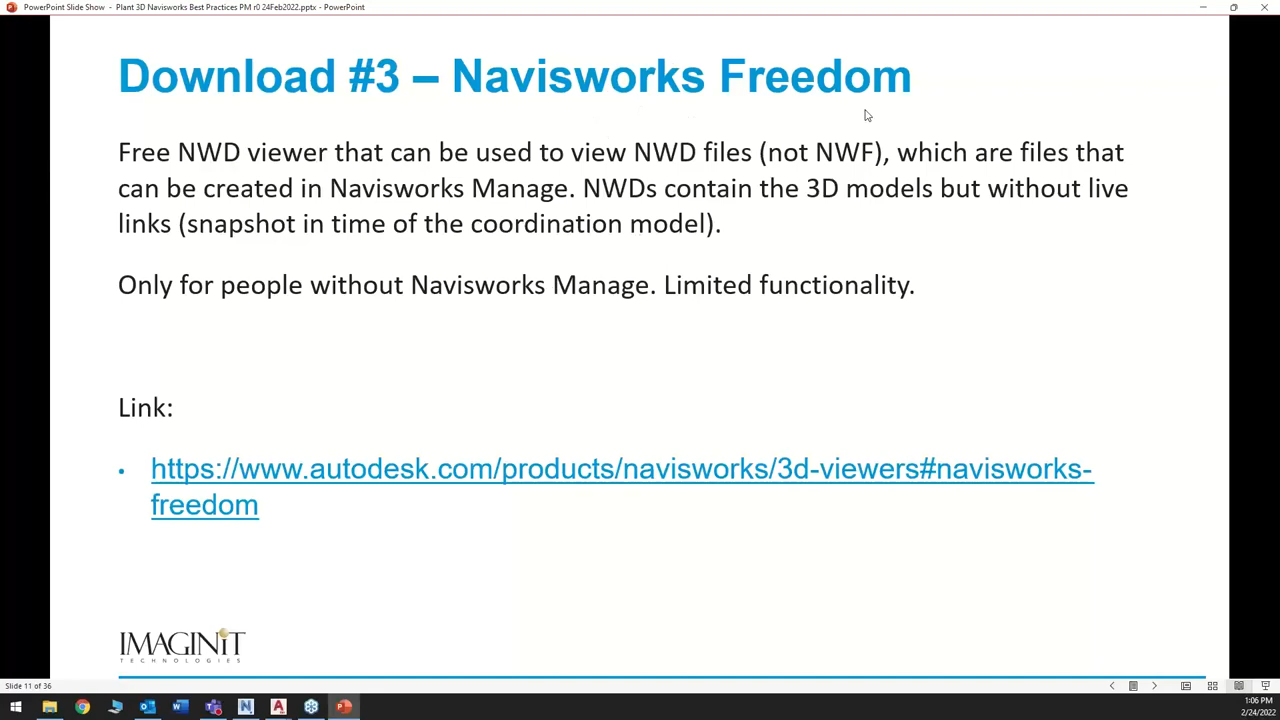 PowerPoint Slide Show - Plant 3D Navisworks Best Practices PM r0 24Feb2022.pptx - PowerPoint
Download #3 – Navisworks Freedom
Free NWD viewer that can be used to view NWD files (not NWF), which are files that
can be created in Navisworks Manage. NWDs contain the 3D models but without live
links (snapshot in time of the coordination model).
Only for people without Navisworks Manage. Limited functionality.
Link:
• https://www.autodesk.com/products/navisworks/3d-viewers#navisworks-
freedom
IMAGINiT
TECHNOLOGIES
Slide 11 of 36
1:06 PM
2/24/2022